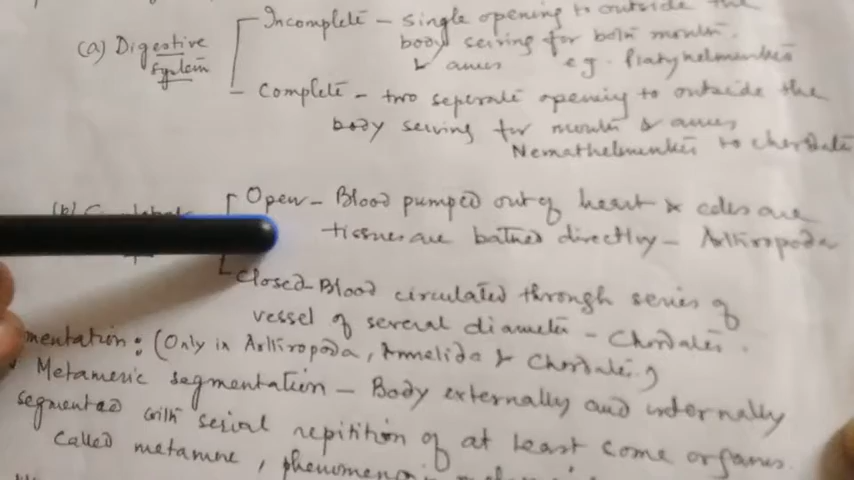 Incomplete – single opening to outside the
(a) Digestive body serving for both mouth
system & anus e.g. Platyhelminthes
Complete – two seperate opening to outside the
body serving for mouth & anus
Nemathelminthes to chordates
Open – Blood pumped out of heart & cells are
tissues are bathed directly – Arthropoda
Closed – Blood circulated through series of
vessel of several diameter – Chordates.
mentation: (Only in Arthropoda, Annelida & Chordates)
Metameric segmentation – Body externally and internally
segmented with serial repitition of at least some organs.
called metamere, phenomenon